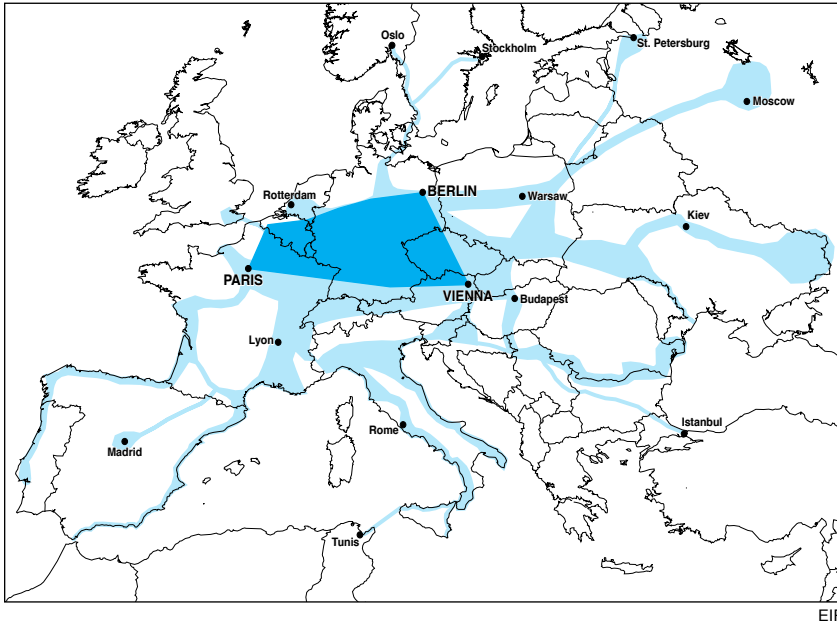 Oslo
Stockholm
St. Petersburg
Moscow
Rotterdam
BERLIN
Warsaw
Kiev
PARIS
VIENNA
Budapest
Lyon
Madrid
Rome
Istanbul
Tunis